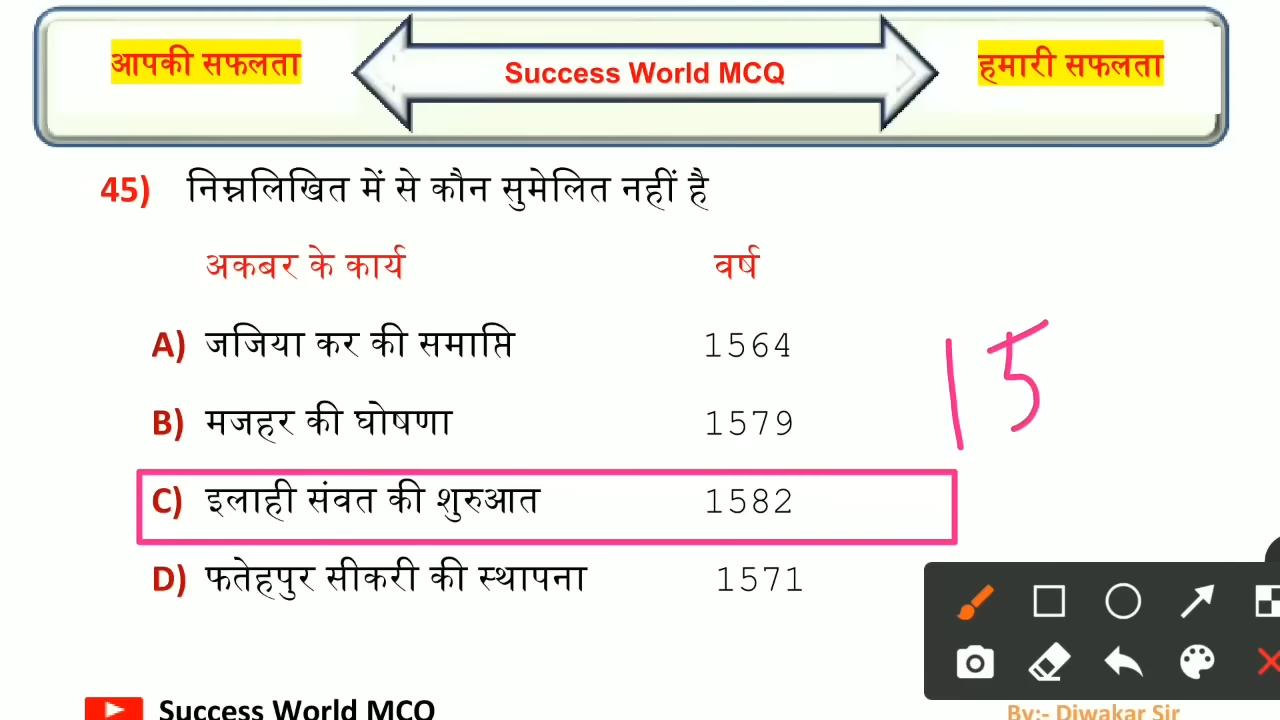 आपकी सफलता
Success World MCQ
हमारी सफलता
45) निम्नलिखित में से कौन सुमेलित नहीं है
अकबर के कार्य वर्ष
A) जजिया कर की समाप्ति 1564
B) मजहर की घोषणा 1579
15
C) इलाही संवत की शुरुआत 1582
D) फतेहपुर सीकरी की स्थापना 1571
Success World MCQ
By:- Diwakar Sir